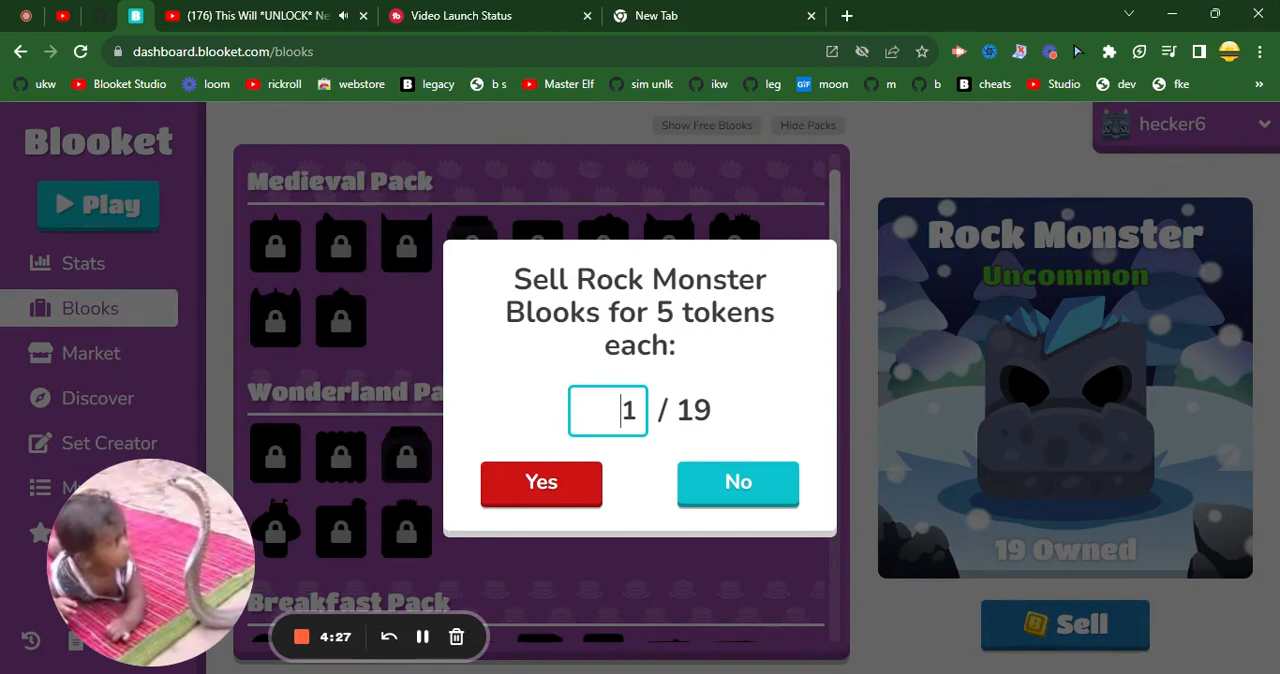 (176) This Will *UNLOCK* Ne
Video Launch Status
New Tab
dashboard.blooket.com/blooks
ukw
Blooket Studio
loom
rickroll
webstore
legacy
b s
Master Elf
sim unlk
ikw
leg
GIF
moon
m
b
cheats
Studio
dev
fke
»
Blooket
Play
Stats
Blooks
Market
Discover
Set Creator
Show Free Blooks
Hide Packs
hecker6
Medieval Pack
Wonderland Pa
Breakfast Pack
Sell Rock Monster
Blooks for 5 tokens
each:
1 / 19
Yes
No
Rock Monster
Uncommon
19 Owned
Sell
4:27